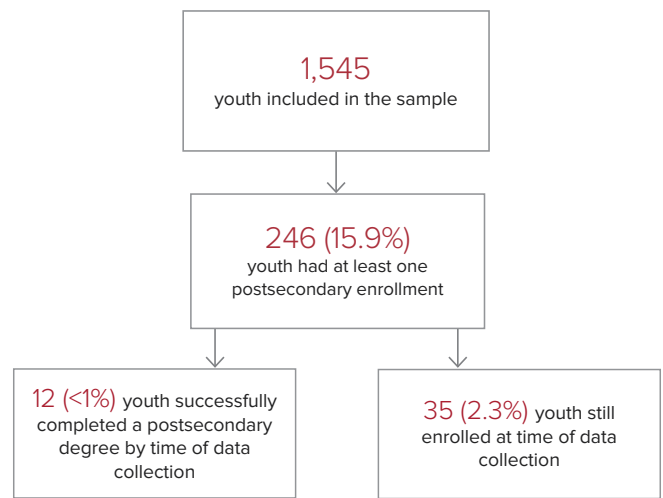 1,545
youth included in the sample
246 (15.9%)
youth had at least one
postsecondary enrollment
12 (<1%) youth successfully
completed a postsecondary
degree by time of data
collection
35 (2.3%) youth still
enrolled at time of data
collection